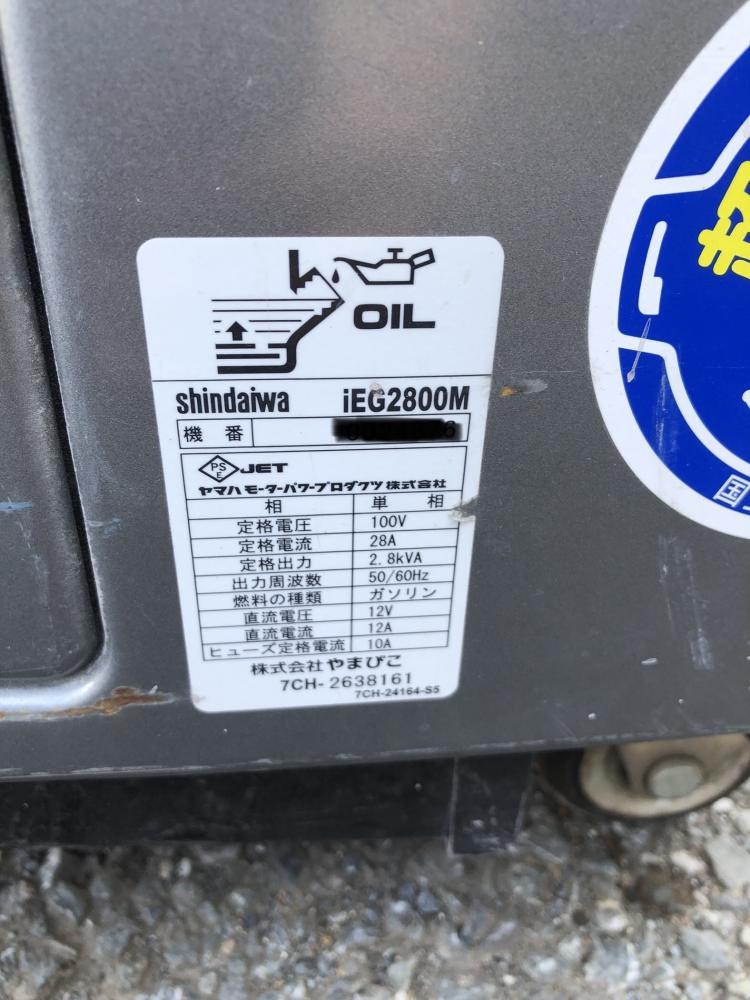 OIL
shindaiwa iEG2800M
機番
PS E JET
ヤマハモーターパワープロダクツ株式会社
相 単相
定格電圧 100V
定格電流 28A
定格出力 2.8kVA
出力周波数 50/60Hz
燃料の種類 ガソリン
直流電圧 12V
直流電流 12A
ヒューズ定格電流 10A
株式会社やまびこ
7CH-2638161
7CH-24164-S5
超
国